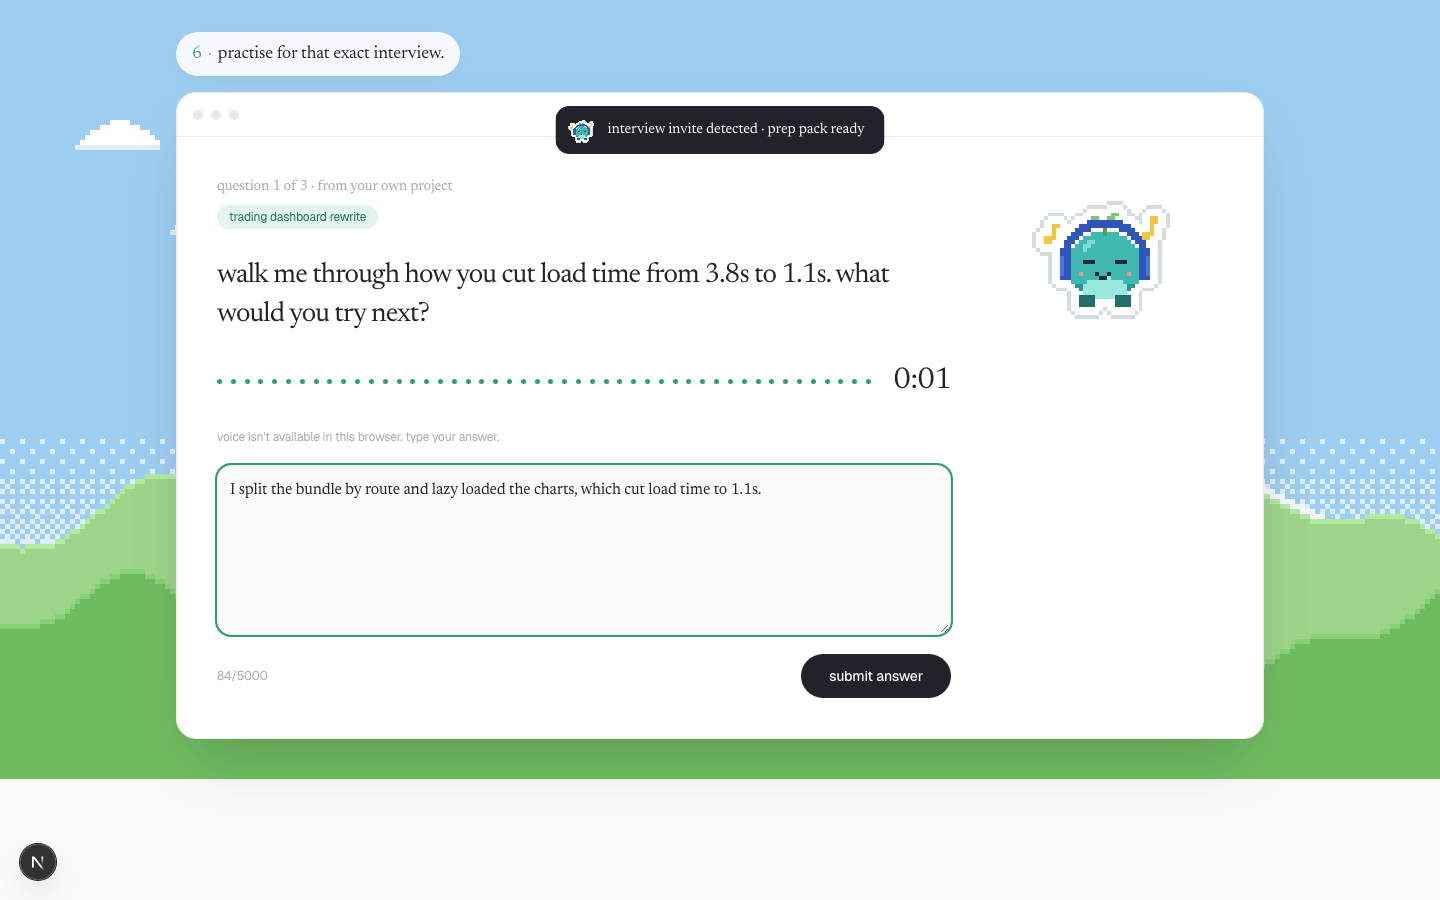 6 · practise for that exact interview.
interview invite detected · prep pack ready
question 1 of 3 · from your own project
trading dashboard rewrite
walk me through how you cut load time from 3.8s to 1.1s. what
would you try next?
0:01
voice isn't available in this browser. type your answer.
I split the bundle by route and lazy loaded the charts, which cut load time to 1.1s.
84/5000
submit answer
N